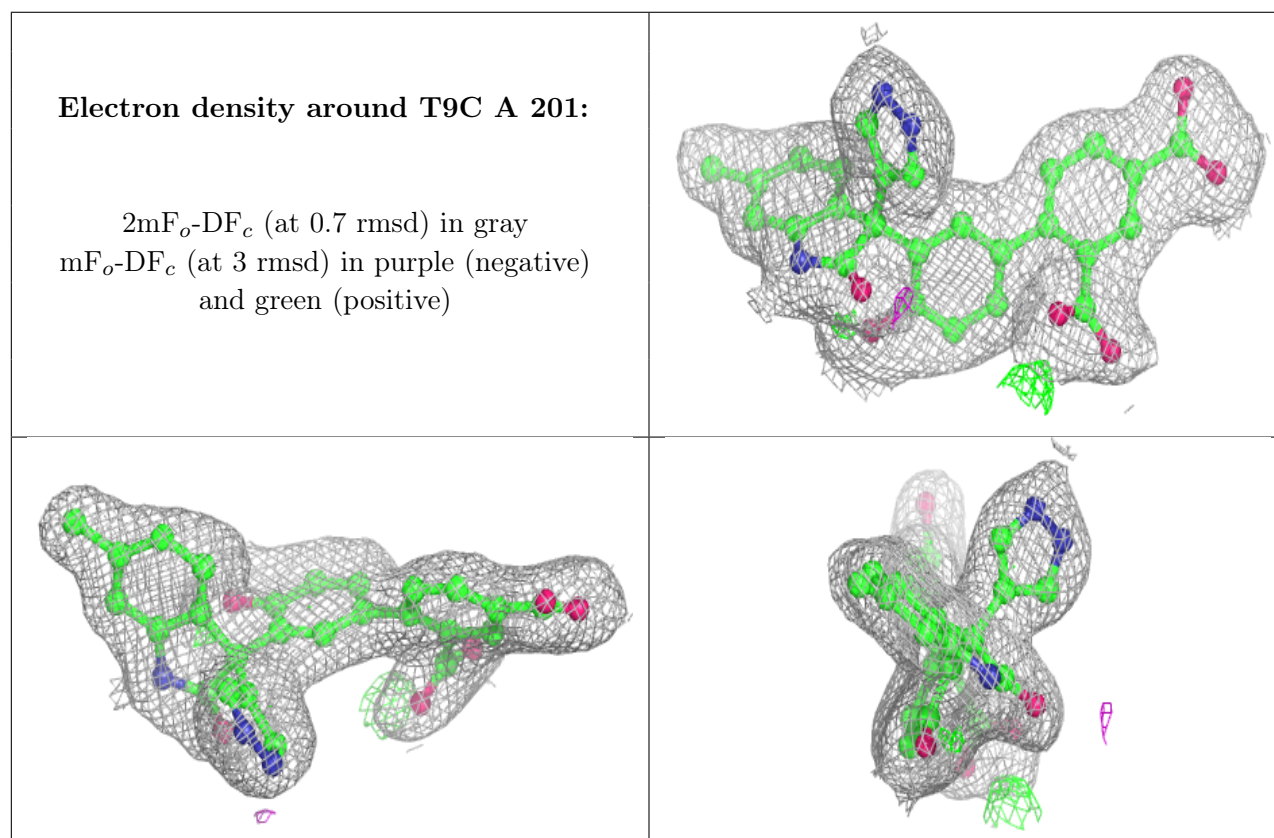 Electron density around T9C A 201:
2mFₒ-DF𝑐 (at 0.7 rmsd) in gray
mFₒ-DF𝑐 (at 3 rmsd) in purple (negative)
and green (positive)